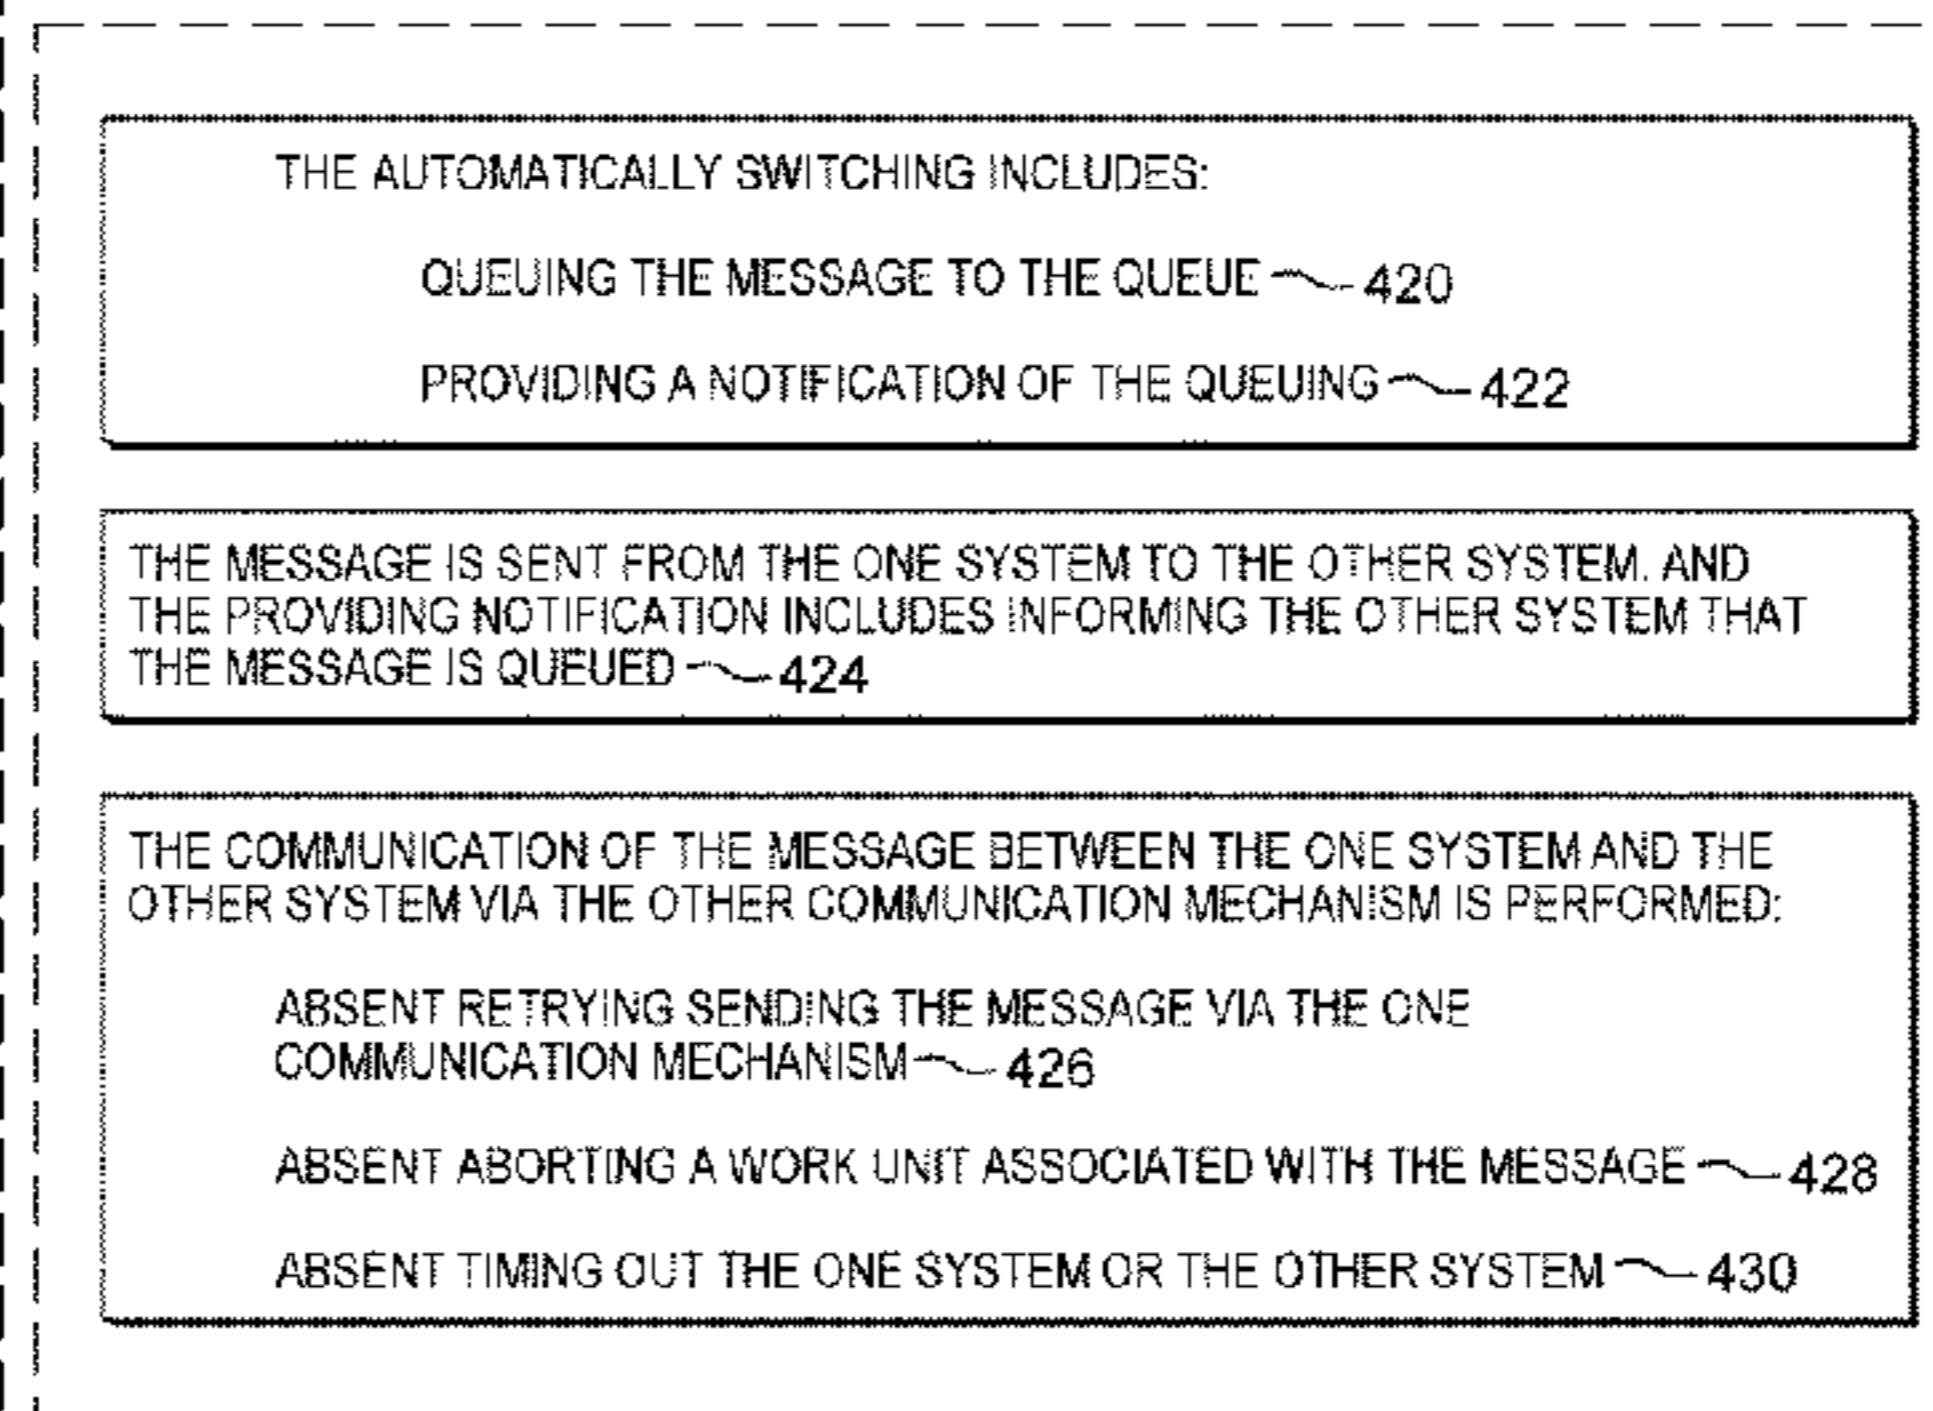 THE AUTOMATICALLY SWITCHING INCLUDES:
QUEUING THE MESSAGE TO THE QUEUE 420
PROVIDING A NOTIFICATION OF THE QUEUING 422
THE MESSAGE IS SENT FROM THE ONE SYSTEM TO THE OTHER SYSTEM. AND
THE PROVIDING NOTIFICATION INCLUDES INFORMING THE OTHER SYSTEM THAT
THE MESSAGE IS QUEUED 424
THE COMMUNICATION OF THE MESSAGE BETWEEN THE ONE SYSTEM AND THE
OTHER SYSTEM VIA THE OTHER COMMUNICATION MECHANISM IS PERFORMED:
ABSENT RETRYING SENDING THE MESSAGE VIA THE ONE
COMMUNICATION MECHANISM 426
ABSENT ABORTING A WORK UNIT ASSOCIATED WITH THE MESSAGE 428
ABSENT TIMING OUT THE ONE SYSTEM OR THE OTHER SYSTEM 430